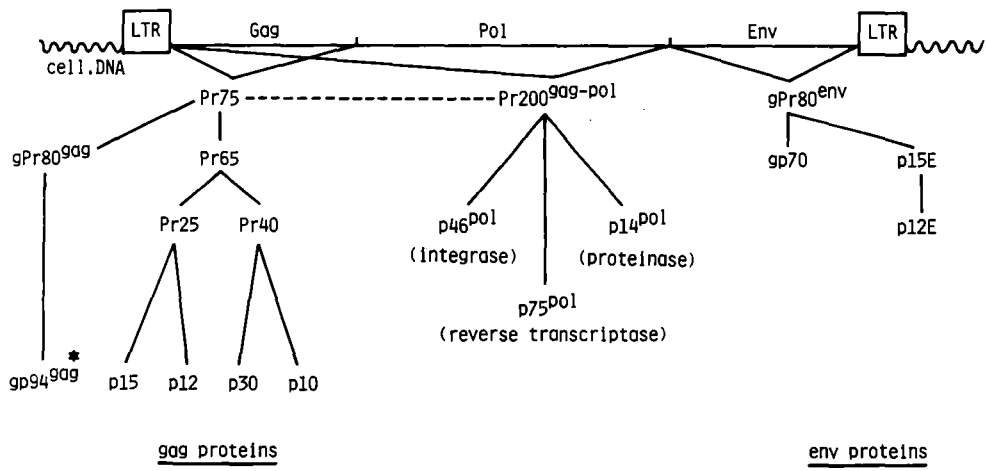 LTR Gag Pol Env LTR
cell.DNA
Pr75 Pr200gag-pol gPr80env
gPr80gag Pr65 gp70 p15E
Pr25 Pr40 p46pol p14pol p12E
(integrase) (proteinase)
p75pol
(reverse transcriptase)
gp94gag* p15 p12 p30 p10
gag proteins env proteins